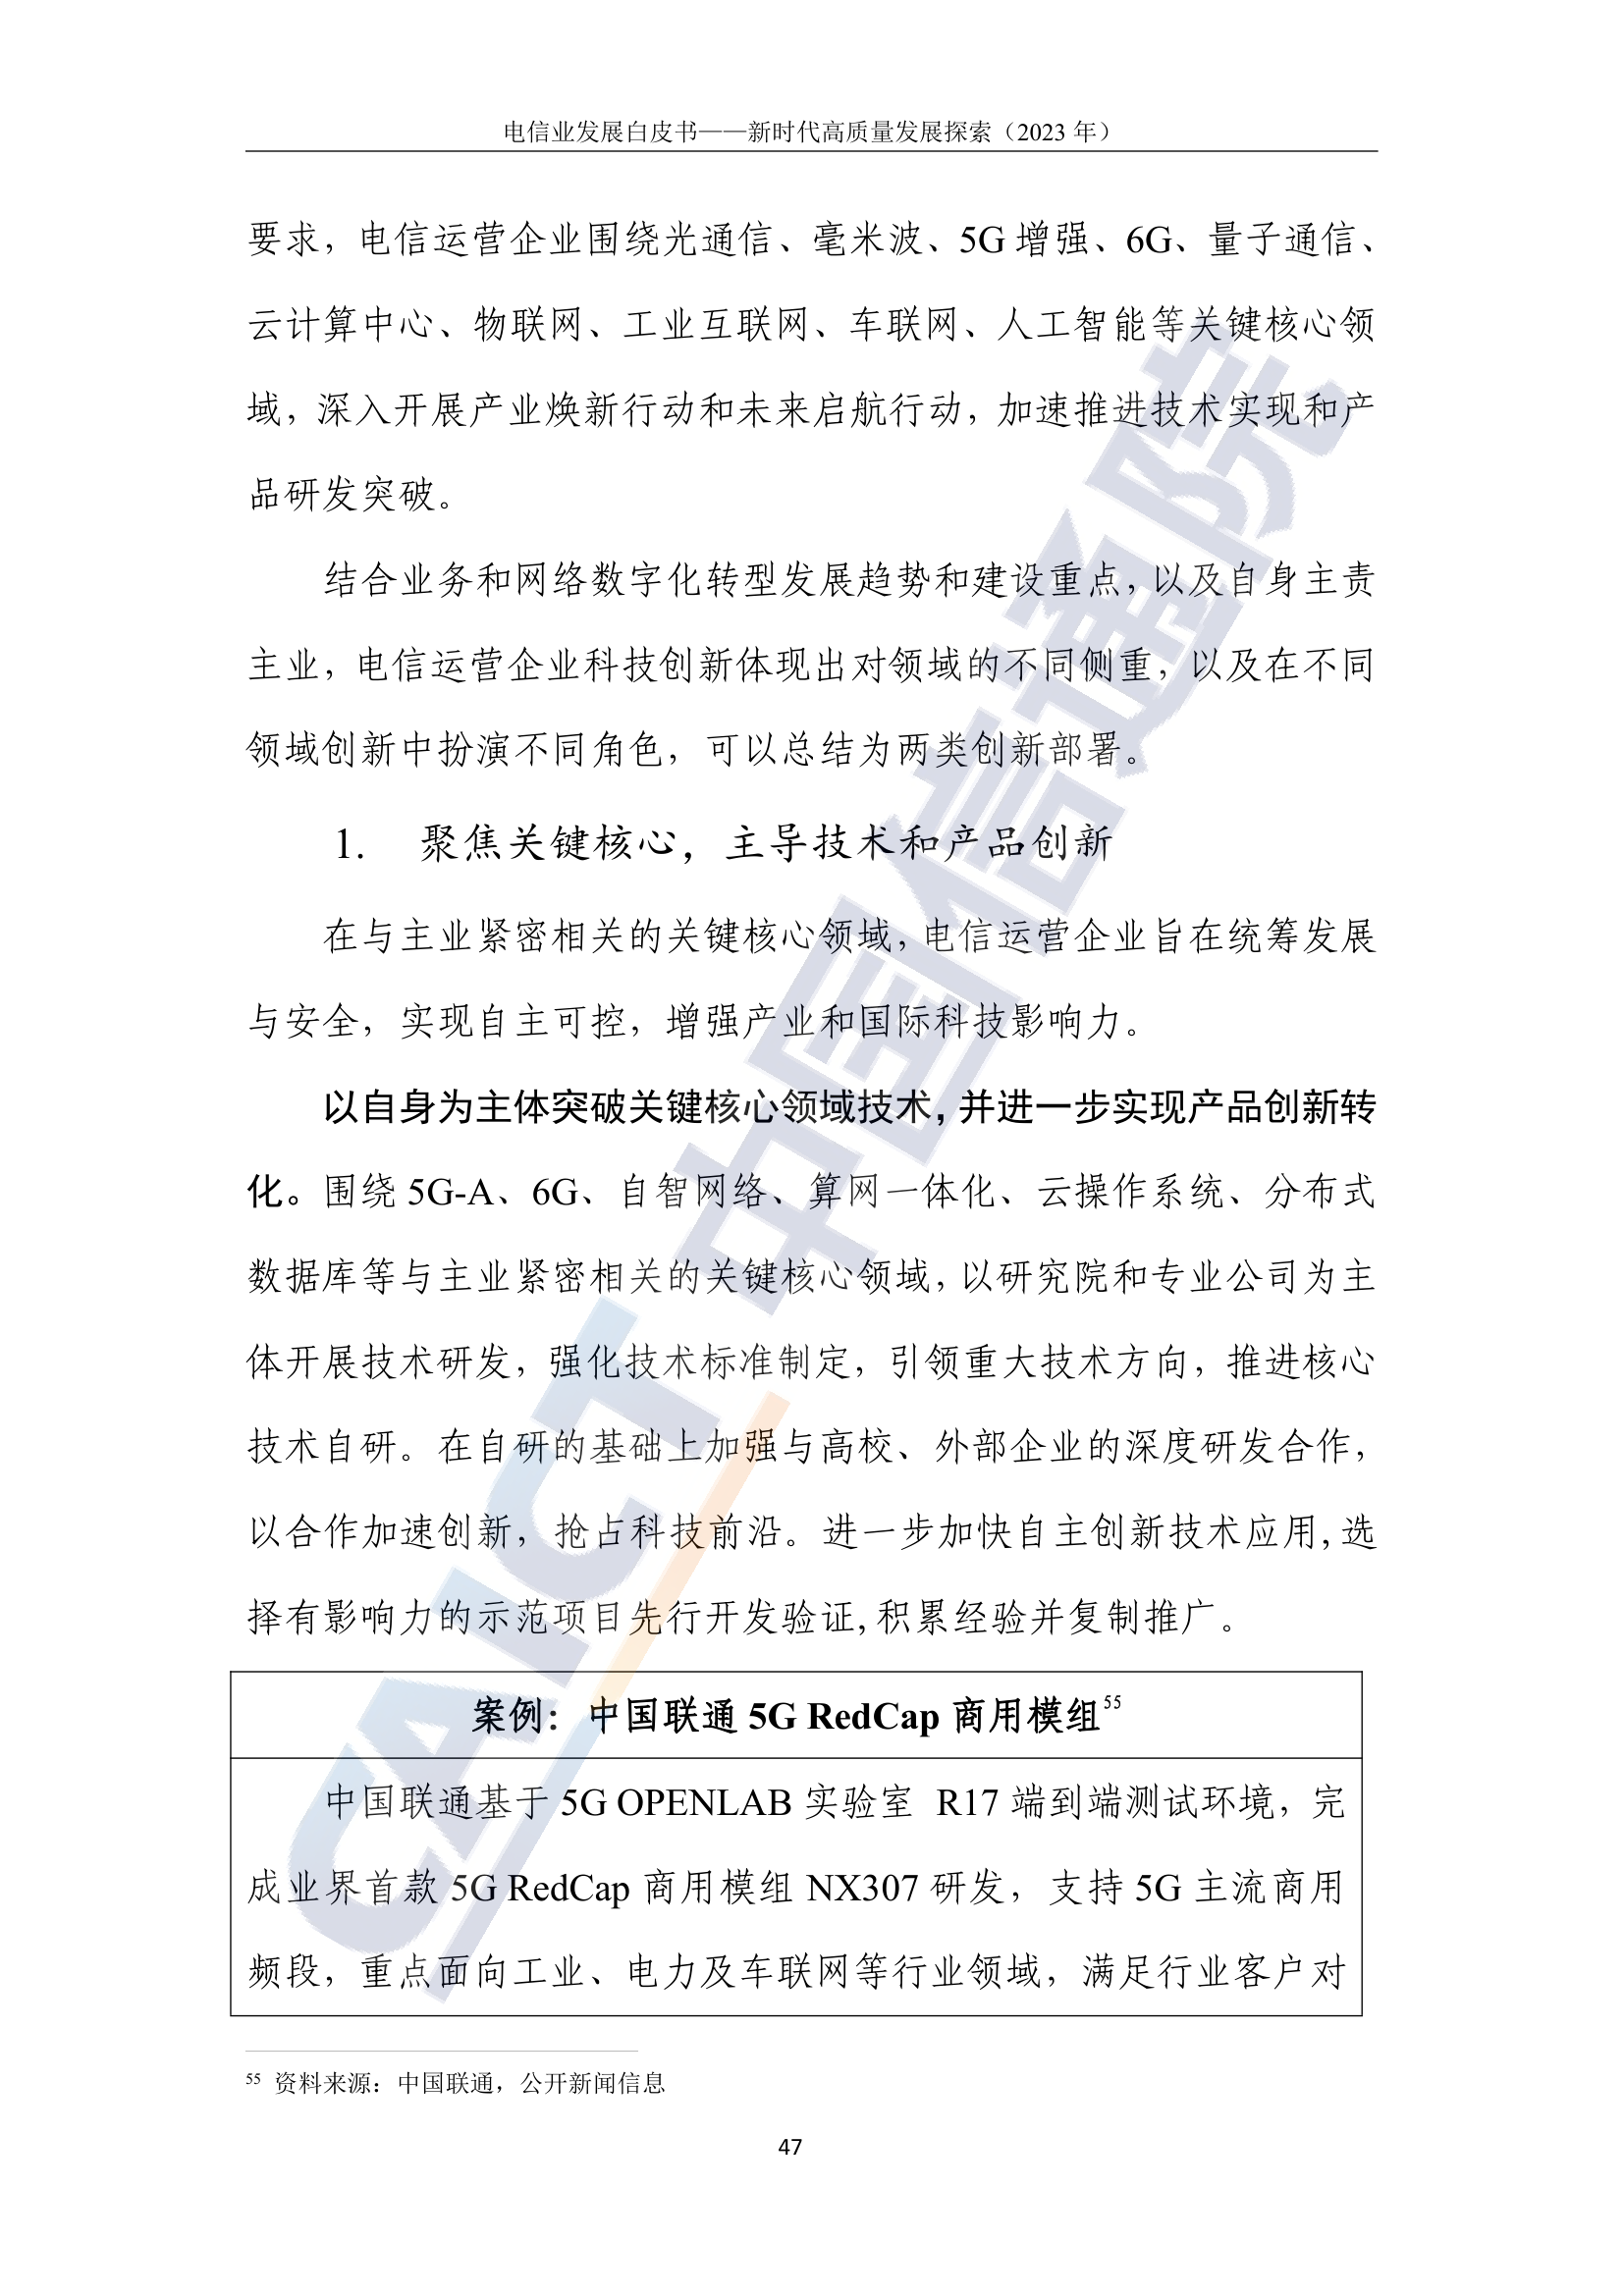 电信业发展白皮书——新时代高质量发展探索（2023 年）
要求，电信运营企业围绕光通信、毫米波、5G 增强、6G、量子通信、
云计算中心、物联网、工业互联网、车联网、人工智能等关键核心领
域，深入开展产业焕新行动和未来启航行动，加速推进技术实现和产
品研发突破。
结合业务和网络数字化转型发展趋势和建设重点，以及自身主责
主业，电信运营企业科技创新体现出对领域的不同侧重，以及在不同
领域创新中扮演不同角色，可以总结为两类创新部署。
1. 聚焦关键核心，主导技术和产品创新
在与主业紧密相关的关键核心领域，电信运营企业旨在统筹发展
与安全，实现自主可控，增强产业和国际科技影响力。
以自身为主体突破关键核心领域技术，并进一步实现产品创新转
化。围绕 5G-A、6G、自智网络、算网一体化、云操作系统、分布式
数据库等与主业紧密相关的关键核心领域，以研究院和专业公司为主
体开展技术研发，强化技术标准制定，引领重大技术方向，推进核心
技术自研。在自研的基础上加强与高校、外部企业的深度研发合作，
以合作加速创新，抢占科技前沿。进一步加快自主创新技术应用，选
择有影响力的示范项目先行开发验证，积累经验并复制推广。
案例：中国联通 5G RedCap 商用模组55
中国联通基于 5G OPENLAB 实验室 R17 端到端测试环境，完
成业界首款 5G RedCap 商用模组 NX307 研发，支持 5G 主流商用
频段，重点面向工业、电力及车联网等行业领域，满足行业客户对
55 资料来源：中国联通，公开新闻信息
47
CAICT 中国信通院